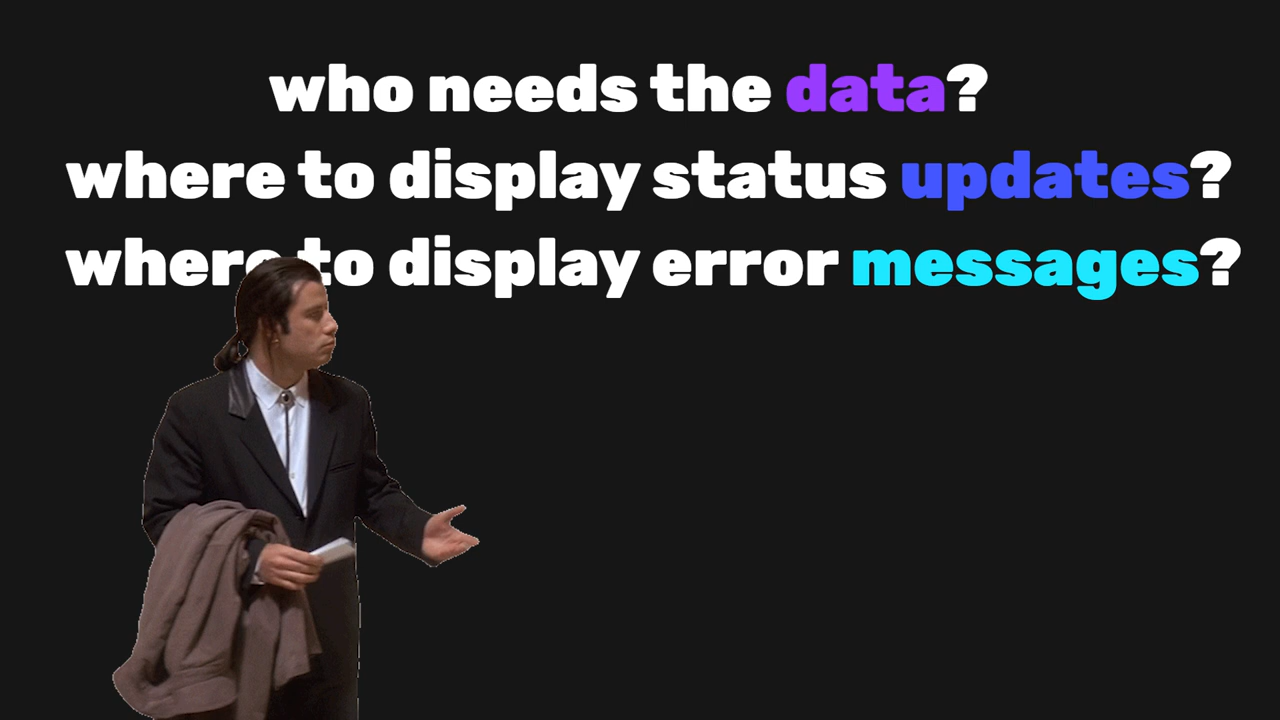 who needs the data?
where to display status updates?
where to display error messages?